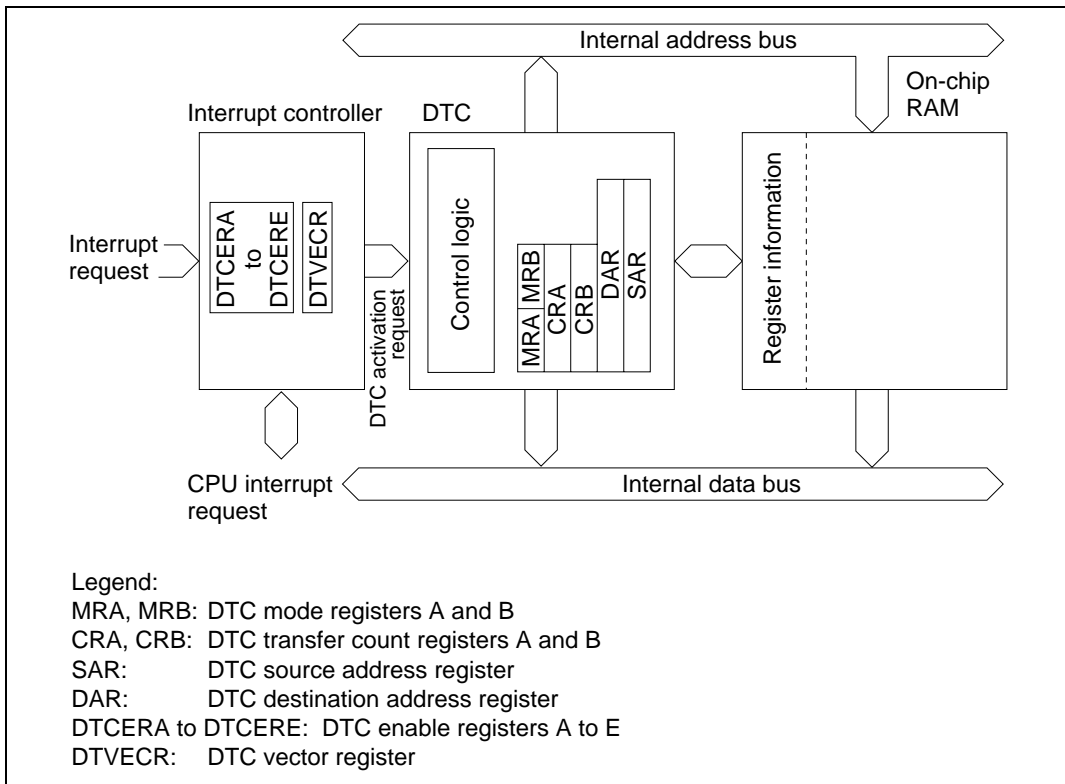 Internal address bus
On-chip
RAM
Interrupt controller
DTC
Interrupt
request
DTCERA
to
DTCERE
DTVECR
DTC activation
request
Control logic
MRA MRB
CRA
CRB
DAR
SAR
Register information
CPU interrupt
request
Internal data bus
Legend:
MRA, MRB: DTC mode registers A and B
CRA, CRB: DTC transfer count registers A and B
SAR: DTC source address register
DAR: DTC destination address register
DTCERA to DTCERE: DTC enable registers A to E
DTVECR: DTC vector register